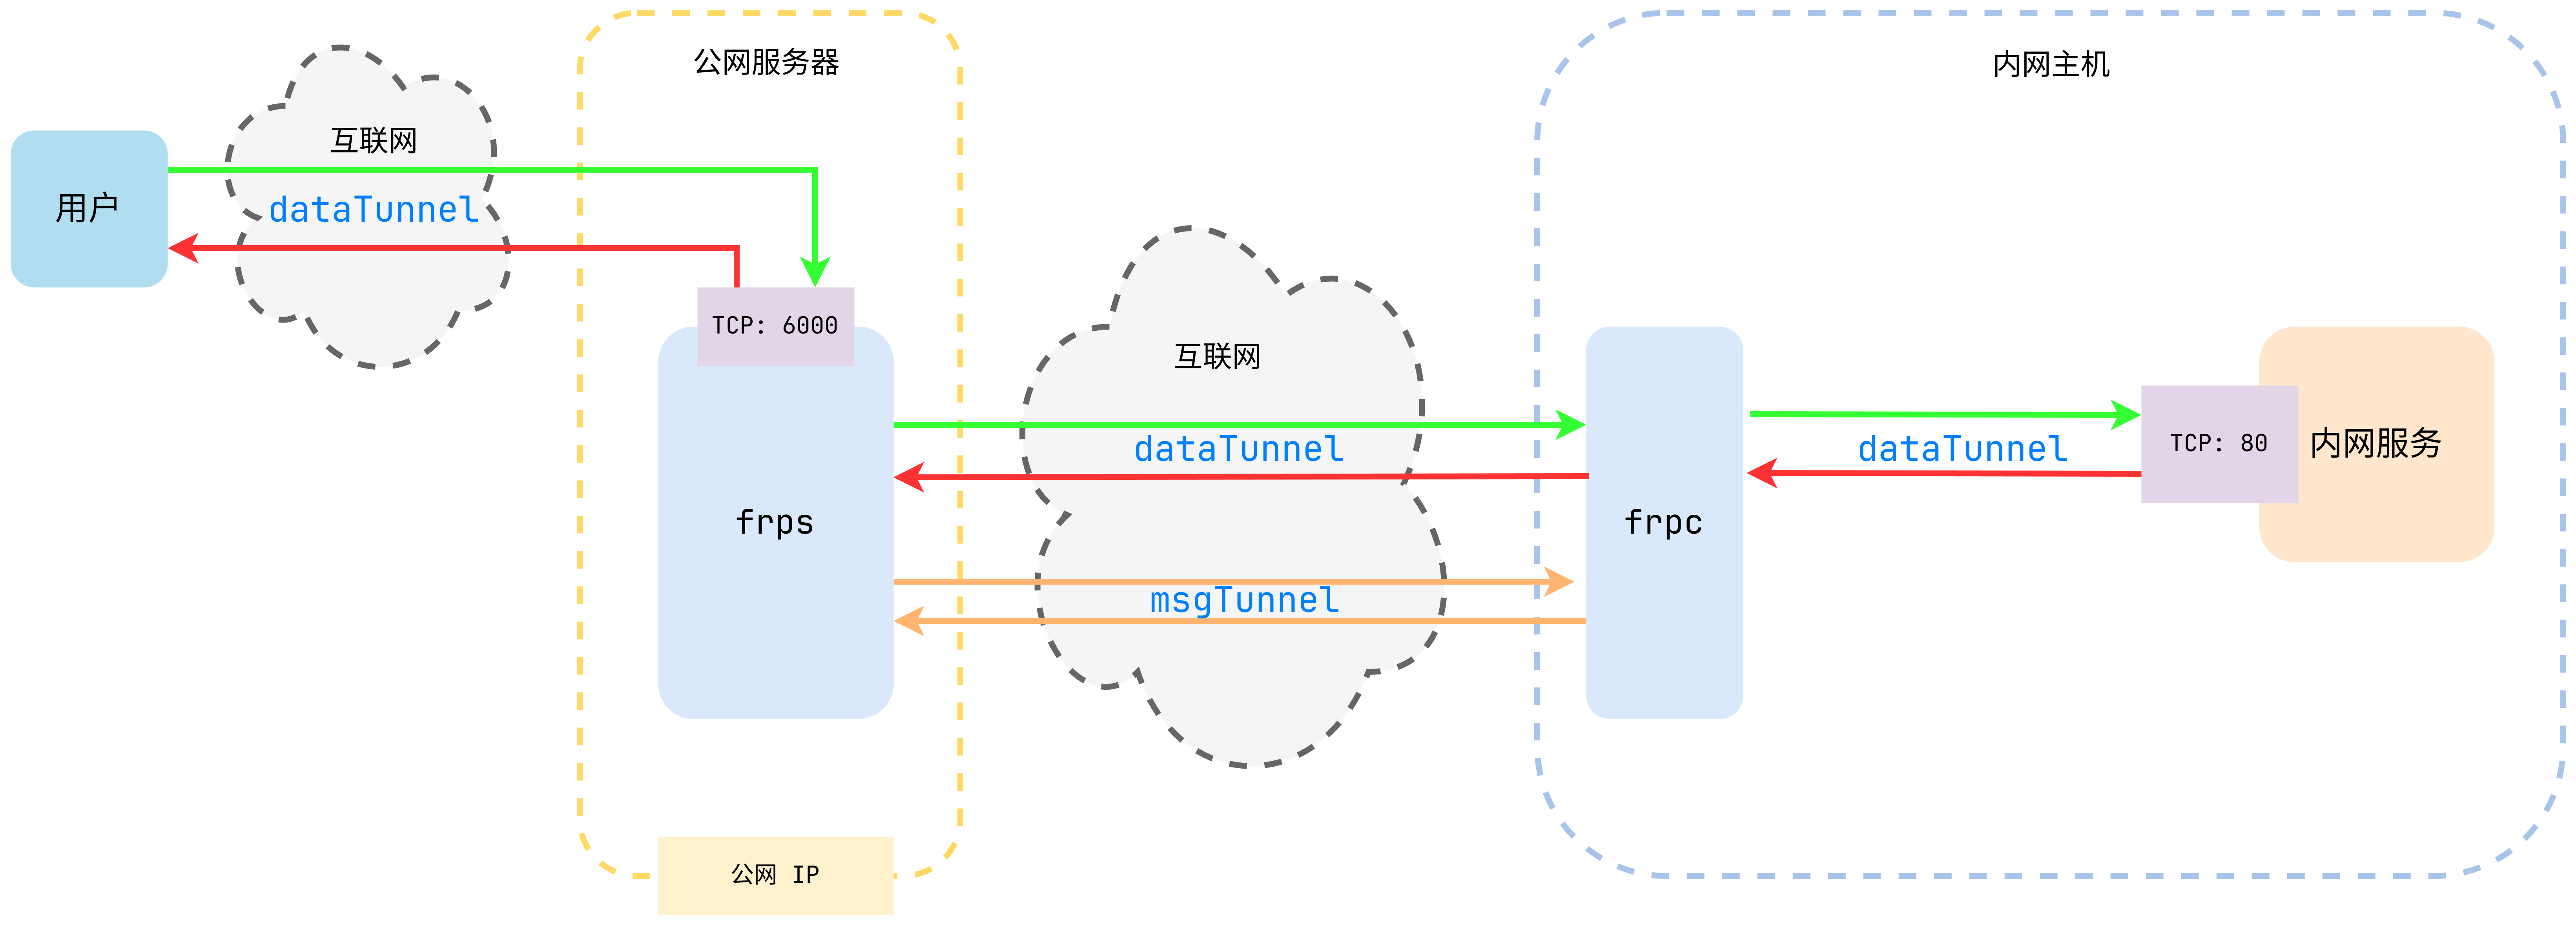 公网服务器
内网主机
互联网
用户
dataTunnel
TCP: 6000
互联网
dataTunnel
dataTunnel
TCP: 80
内网服务
frps
frpc
msgTunnel
公网 IP